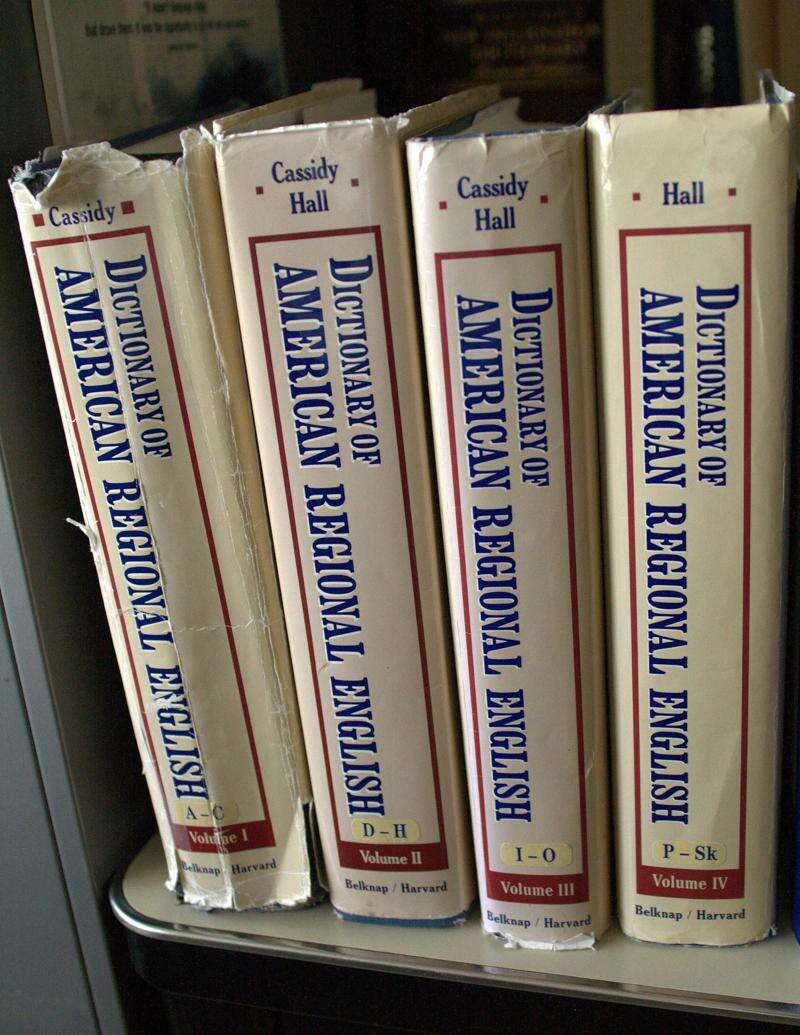 Cassidy
DICTIONARY OF
AMERICAN REGIONAL ENGLISH
A–C
Volume I
Belknap / Harvard
Cassidy
Hall
DICTIONARY OF
AMERICAN REGIONAL ENGLISH
D–H
Volume II
Belknap / Harvard
Cassidy
Hall
DICTIONARY OF
AMERICAN REGIONAL ENGLISH
I–O
Volume III
Belknap / Harvard
Hall
DICTIONARY OF
AMERICAN REGIONAL ENGLISH
P–Sk
Volume IV
Belknap / Harvard